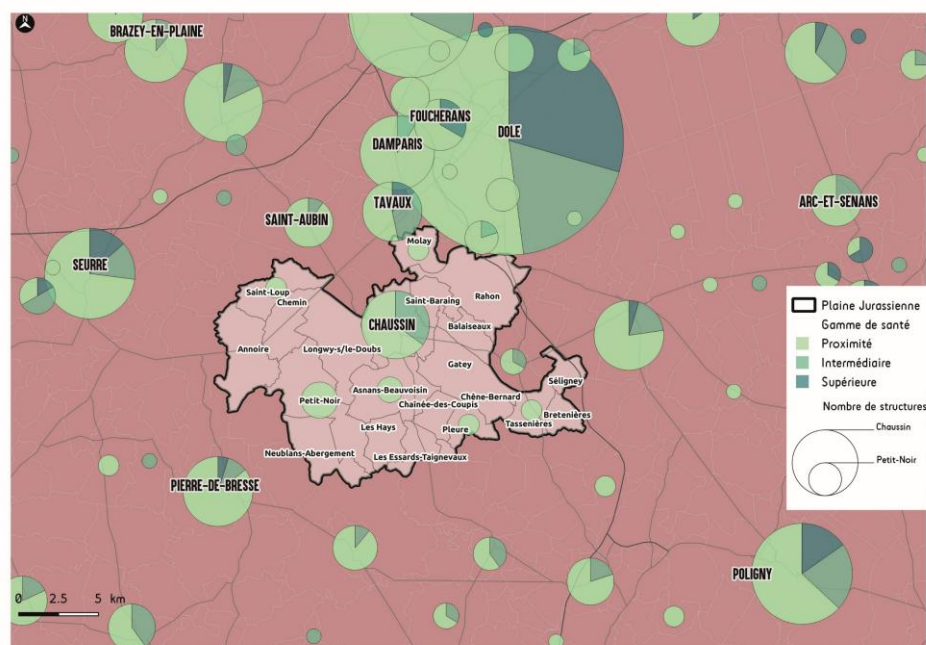 N
BRAZEY-EN-PLAINE
FOUCHERANS
DOLE
DAMPARIS
TAVAUX
SAINT-AUBIN
ARC-ET-SENANS
SEURRE
Molay
Saint-Loup
Chemin
Saint-Baraing
Rahon
CHAUSSIN
Balaiseaux
Annoire
Longwy-s/le-Doubs
Gatey
Séligney
Asnans-Beauvoisin
Petit-Noir
Chêne-Bernard
Chainée-des-Coupis
Bretenières
Tassenières
Les Hays
Pleure
Neublans-Abergement
Les Essards-Taignevaux
PIERRE-DE-BRESSE
POLIGNY
Plaine Jurassienne
Gamme de santé
Proximité
Intermédiaire
Supérieure
Nombre de structures
Chaussin
Petit-Noir
0 2.5 5 km